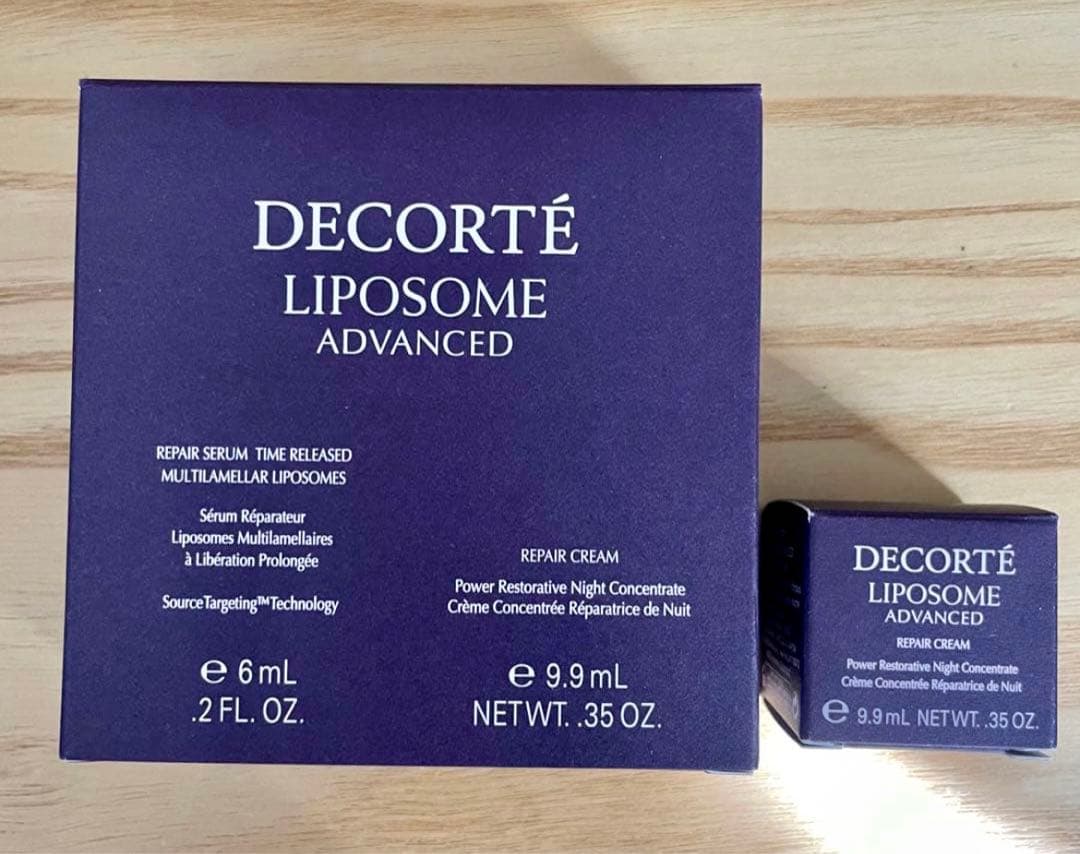 DECORTÉ
LIPOSOME
ADVANCED
REPAIR SERUM TIME RELEASED
MULTILAMELLAR LIPOSOMES
Sérum Réparateur
Liposomes Multilamellaires
à Libération Prolongée
SourceTargeting™Technology
℮ 6 mL
.2 FL. OZ.
REPAIR CREAM
Power Restorative Night Concentrate
Crème Concentrée Réparatrice de Nuit
℮ 9.9 mL
NET WT. .35 OZ.
DECORTÉ
LIPOSOME
ADVANCED
REPAIR CREAM
Power Restorative Night Concentrate
Crème Concentrée Réparatrice de Nuit
℮ 9.9 mL NET WT. .35 OZ.